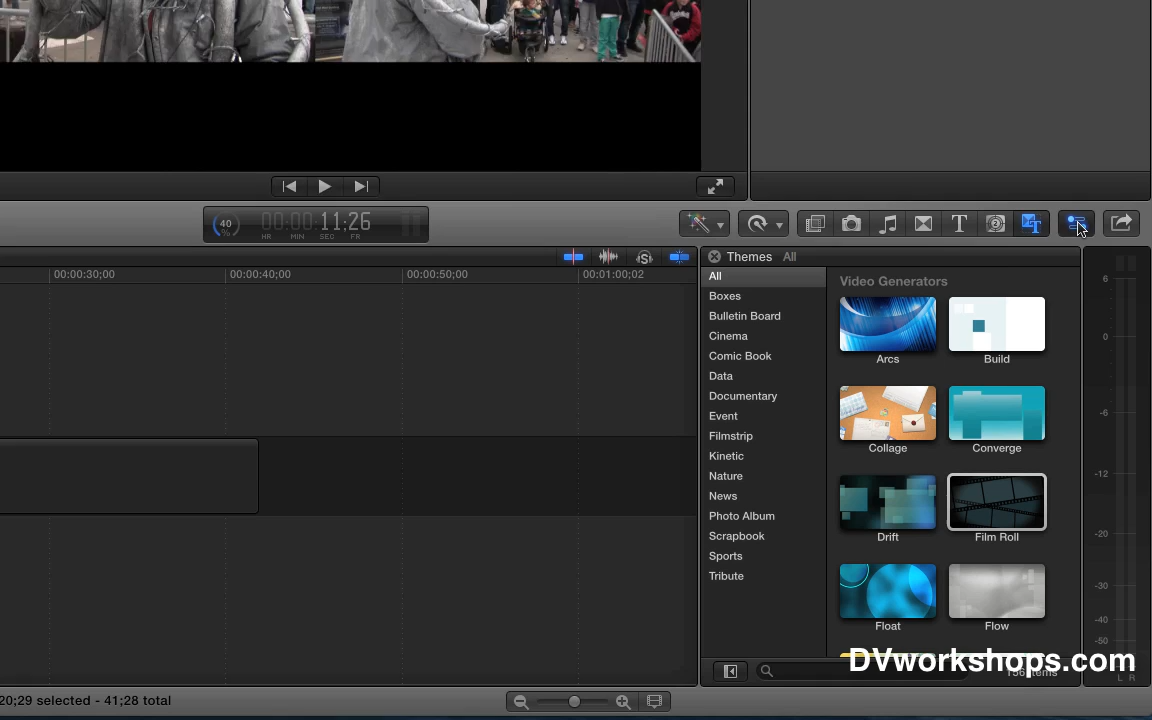 40
%
00:00:11;26
HR MIN SEC FR
00:00:30;00
00:00:40;00
00:00:50;00
00:01:00;02
Themes All
All
Boxes
Bulletin Board
Cinema
Comic Book
Data
Documentary
Event
Filmstrip
Kinetic
Nature
News
Photo Album
Scrapbook
Sports
Tribute
Video Generators
Arcs
Build
Collage
Converge
Drift
Film Roll
Float
Flow
6
0
-6
-12
-20
-30
-40
-50
L R
DVworkshops.com
156 items
20;29 selected - 41;28 total